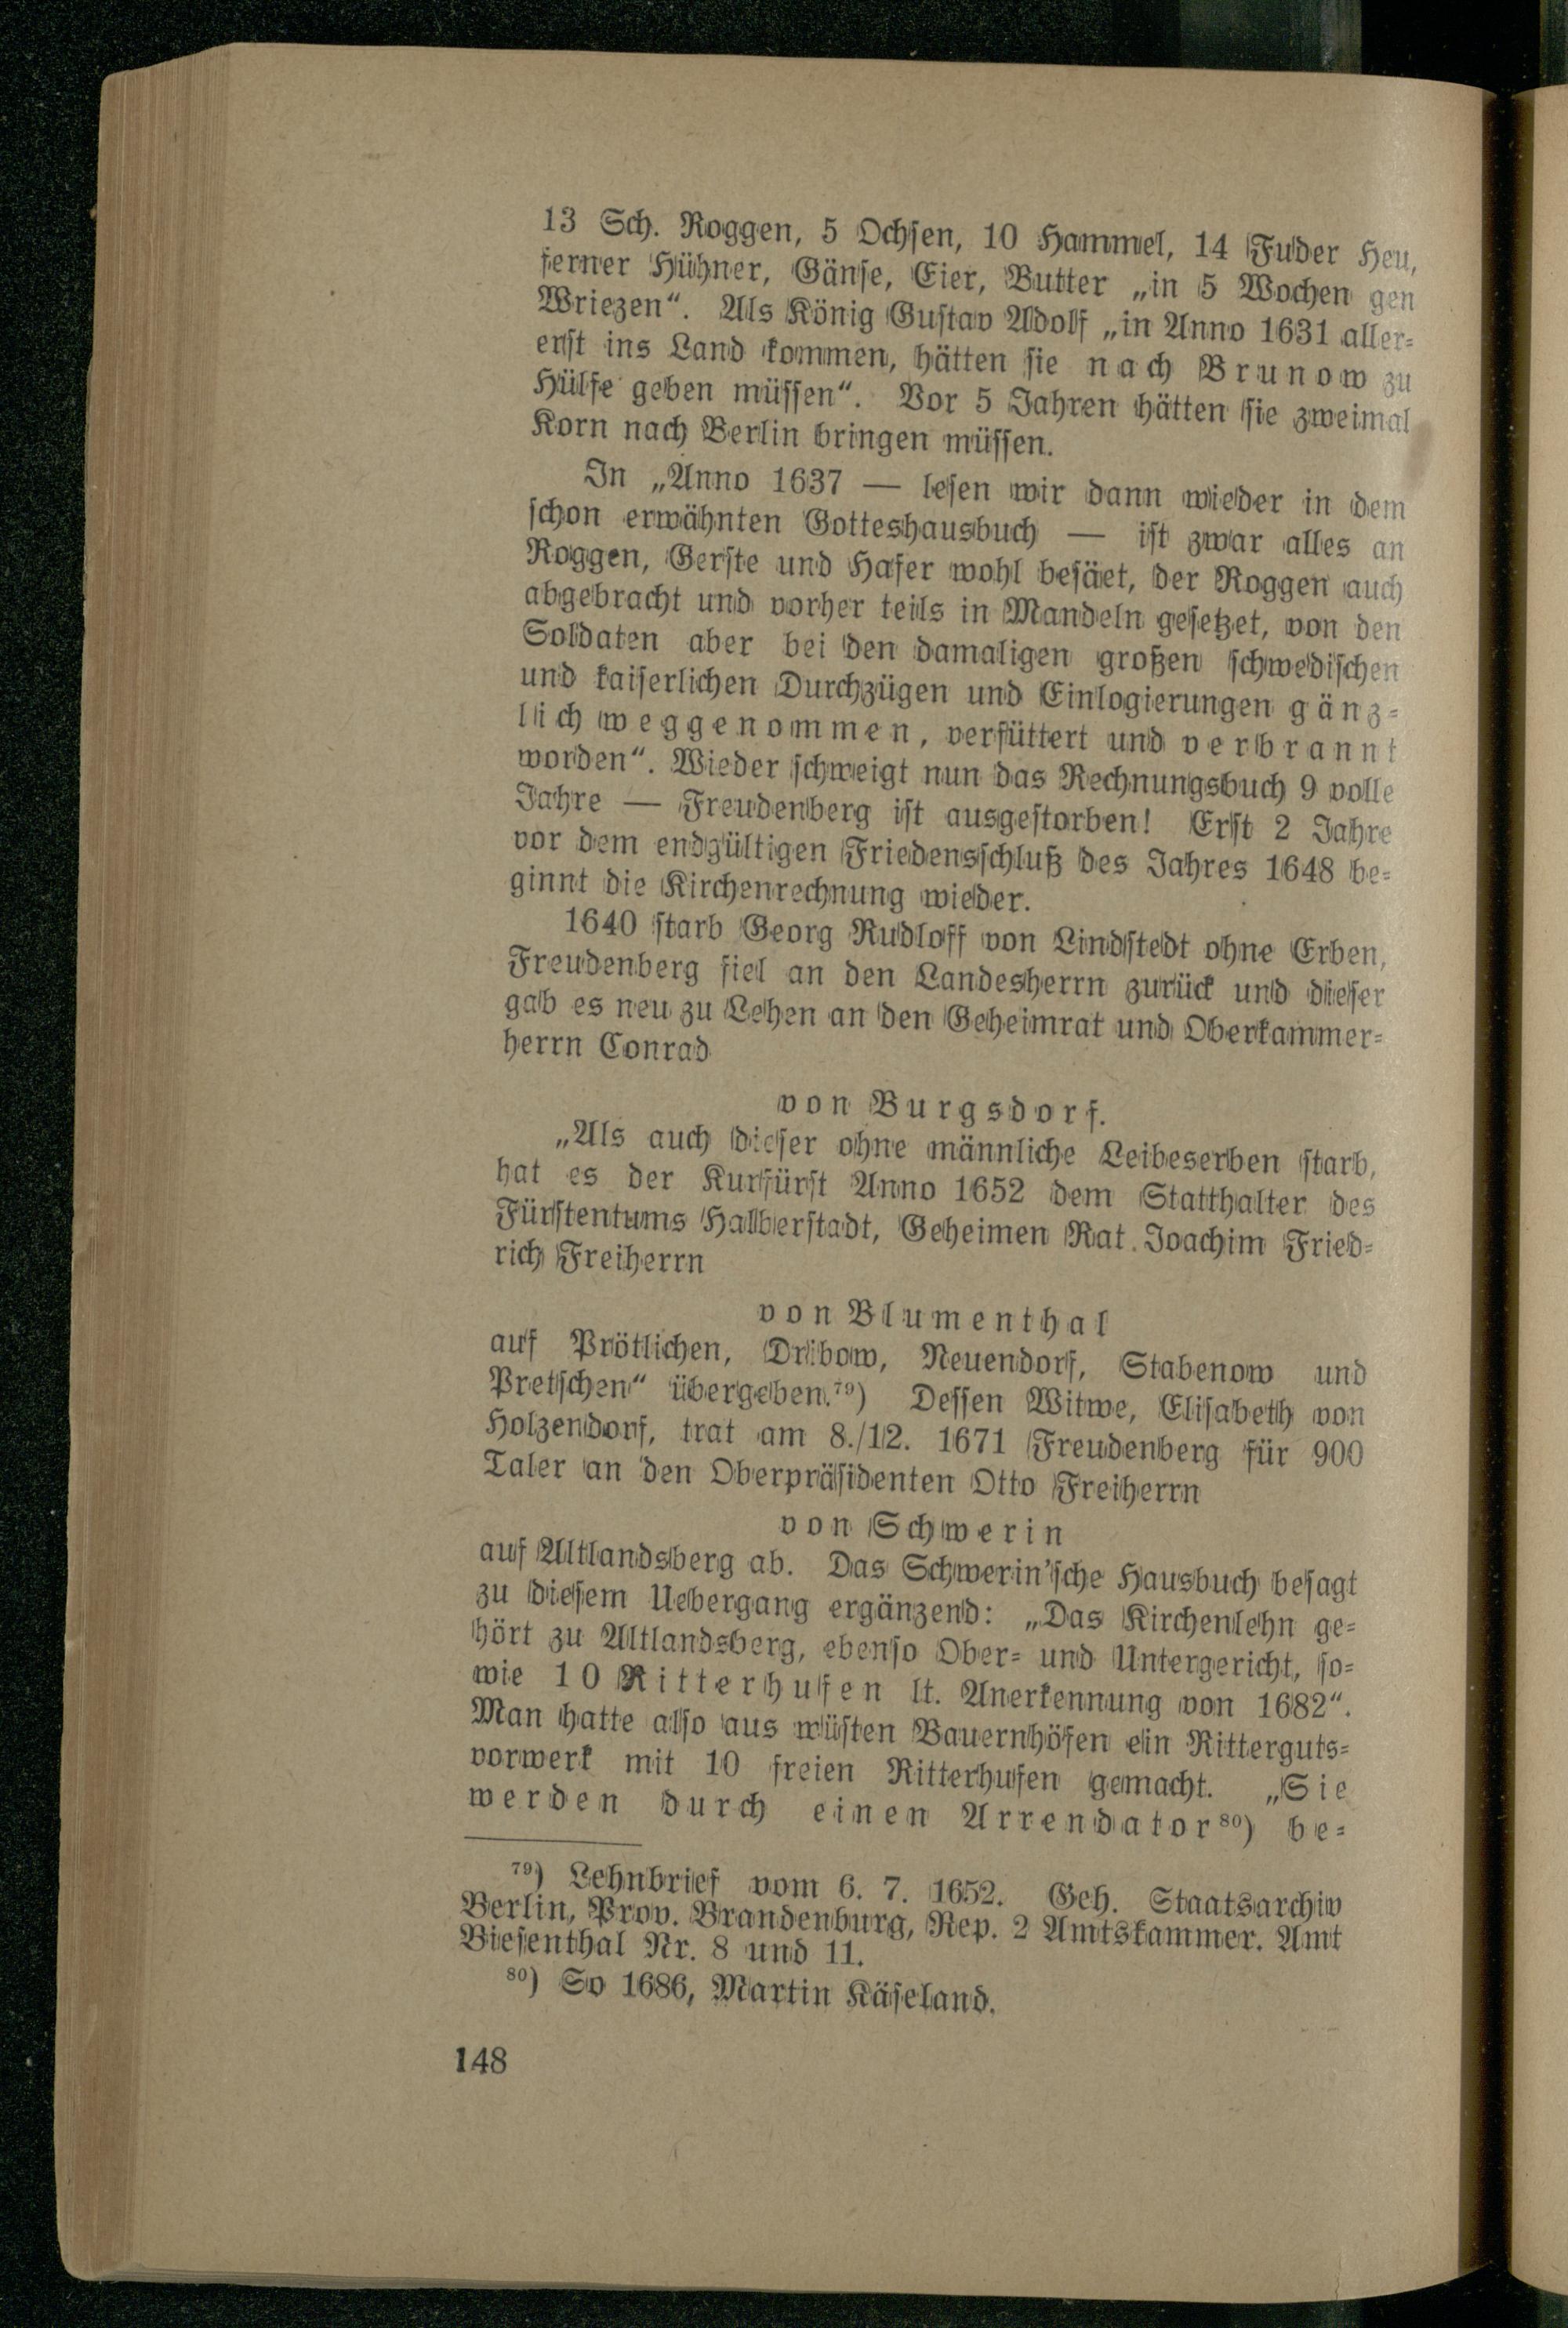 13 Sch. Roggen, 5 Ochsen, 10 Hammel, 14 Fuder Heu,
ferner Hühner, Gänse, Eier, Butter „in 5 Wochen gen
Wriezen“. Als König Gustav Adolf „in Anno 1631 aller-
erst ins Land kommen, hätten sie nach Brunow zu
Hülfe geben müssen“. Vor 5 Jahren hätten sie zweimal
Korn nach Berlin bringen müssen.
In „Anno 1637 — lesen wir dann wieder in dem
schon erwähnten Gotteshausbuch — ist zwar alles an
Roggen, Gerste und Hafer wohl besäet, der Roggen auch
abgebracht und vorher teils in Mandeln gesetzet, von den
Soldaten aber bei den damaligen großen schwedischen
und kaiserlichen Durchzügen und Einlogierungen gänz-
lich weggenommen, verfüttert und verbrannt
worden“. Wieder schweigt nun das Rechnungsbuch 9 volle
Jahre — Freudenberg ist ausgestorben! Erst 2 Jahre
vor dem endgültigen Friedensschluß des Jahres 1648 be-
ginnt die Kirchenrechnung wieder.
1640 starb Georg Rudloff von Lindstedt ohne Erben,
Freudenberg fiel an den Landesherrn zurück und dieser
gab es neu zu Lehen an den Geheimrat und Oberkammer-
herrn Conrad
von Burgsdorf.
„Als auch dieser ohne männliche Leibeserben starb,
hat es der Kurfürst Anno 1652 dem Statthalter des
Fürstentums Halberstadt, Geheimen Rat Joachim Fried-
rich Freiherrn
von Blumenthal
auf Prötlichen, Dribow, Neuendorf, Stabenow und
Pretschen“ übergeben.⁷⁹) Dessen Witwe, Elisabeth von
Holzendorf, trat am 8./12. 1671 Freudenberg für 900
Taler an den Oberpräsidenten Otto Freiherrn
von Schwerin
auf Altlandsberg ab. Das Schwerin’sche Hausbuch besagt
zu diesem Uebergang ergänzend: „Das Kirchenlehn ge-
hört zu Altlandsberg, ebenso Ober- und Untergericht, so-
wie 10 Ritterhufen lt. Anerkennung von 1682“.
Man hatte also aus wüsten Bauernhöfen ein Ritterguts-
vorwerk mit 10 freien Ritterhufen gemacht. „Sie
werden durch einen Arrendator⁸⁰) be-
⁷⁹) Lehnbrief vom 6. 7. 1652. Geh. Staatsarchiv
Berlin, Prov. Brandenburg, Rep. 2 Amtskammer. Amt
Biesenthal Nr. 8 und 11.
⁸⁰) So 1686, Martin Käseland.
148